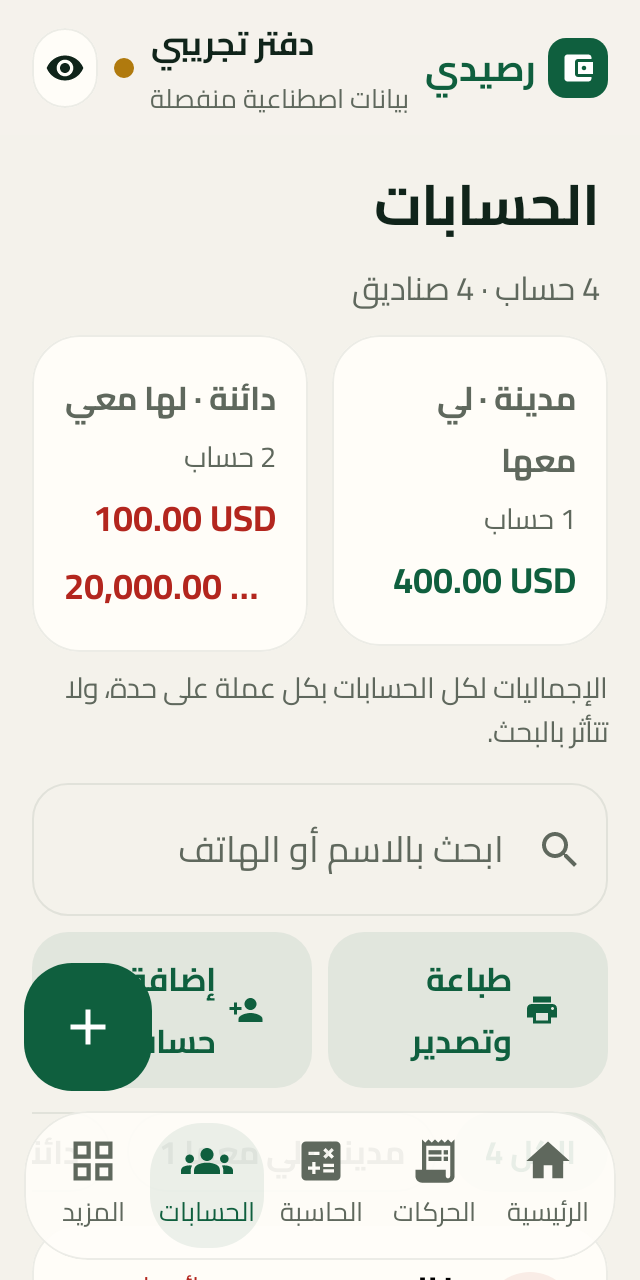 رصيدي
دفتر تجريبي
بيانات اصطناعية منفصلة
الحسابات
4 حساب · 4 صناديق
مدينة · لي
معها
1 حساب
400.00 USD
دائنة · لها معي
2 حساب
100.00 USD
20,000.00 ...
الإجماليات لكل الحسابات بكل عملة على حدة، ولا
تتأثر بالبحث.
ابحث بالاسم أو الهاتف
طباعة
وتصدير
إضافة
حساب
الكل 4
الرئيسية
الحركات
الحاسبة
الحسابات
المزيد